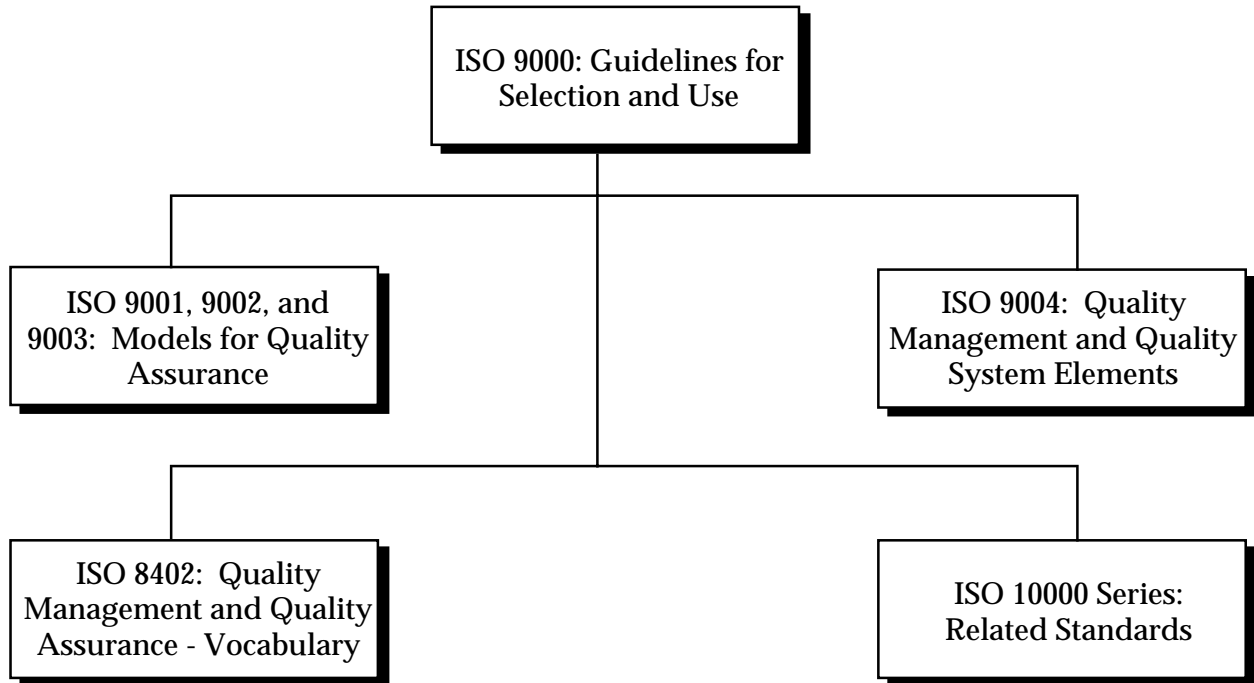 ISO 9000: Guidelines for
Selection and Use
ISO 9001, 9002, and
9003:  Models for Quality
Assurance
ISO 9004:  Quality
Management and Quality
System Elements
ISO 8402:  Quality
Management and Quality
Assurance - Vocabulary
ISO 10000 Series:
Related Standards